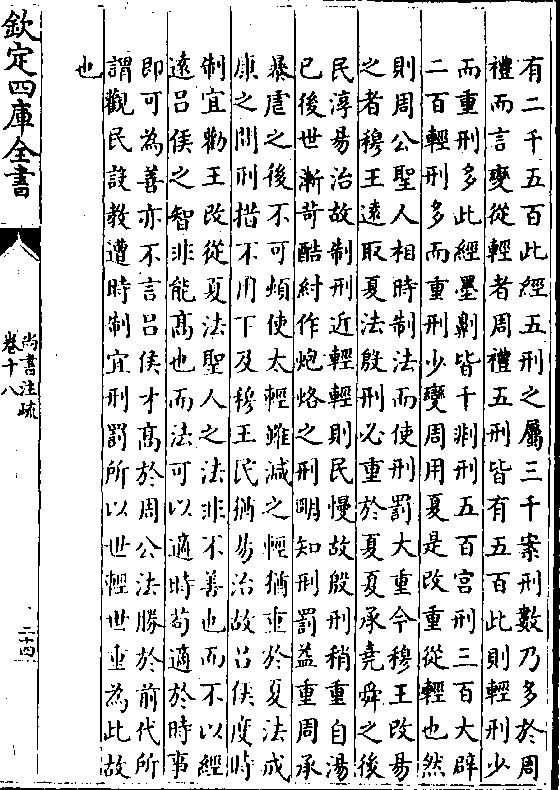 有二千五百此經五刑之屬三千案刑數乃多於周
禮而言變從輕者周禮五刑皆有五百此則輕刑少
而重刑多此經墨劓皆千剕刑五百宮刑三百大辟
二百輕刑多而重刑少變周用夏是改重從輕也然
則周公聖人相時制法而使刑罰太重令穆王改易
之者穆王遠取夏法殷刑必重於夏夏承堯舜之後
民淳易治故制刑近輕輕則民慢故殷刑稍重自湯
已後世漸苛酷紂作炮烙之刑明知刑罰益重周承
暴虐之後不可頓使太輕雖減之輕猶重於夏法成
康之間刑措不用下及穆王民猶易治故呂侯度時
制宜勸王改從夏法聖人之法非不善也而不以經
遠呂侯之智非能髙也而法可以適時苟適於時事
即可為善亦不言呂侯才髙於周公法勝於前代所
謂觀民設教遭時制宜刑罰所以世輕世重為此故
也
欽定四庫全書
尚書注疏
卷十八
二十四